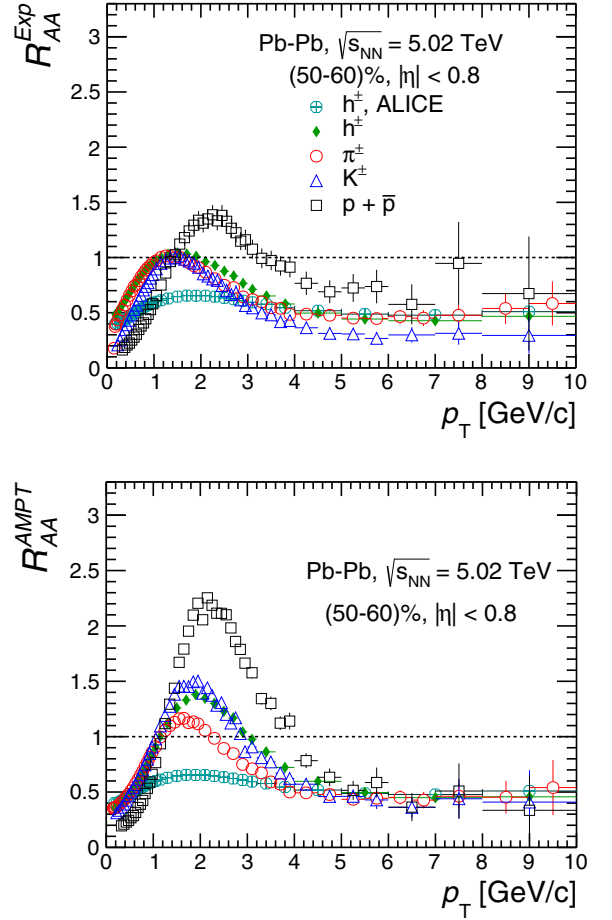 R_AA^Exp
3
2.5
2
1.5
1
0.5
0
Pb-Pb, √s_NN = 5.02 TeV
(50-60)%, |η| < 0.8
h±, ALICE
h±
π±
K±
p + p̅
0 1 2 3 4 5 6 7 8 9 10
p_T [GeV/c]
R_AA^AMPT
3
2.5
2
1.5
1
0.5
0
Pb-Pb, √s_NN = 5.02 TeV
(50-60)%, |η| < 0.8
0 1 2 3 4 5 6 7 8 9 10
p_T [GeV/c]